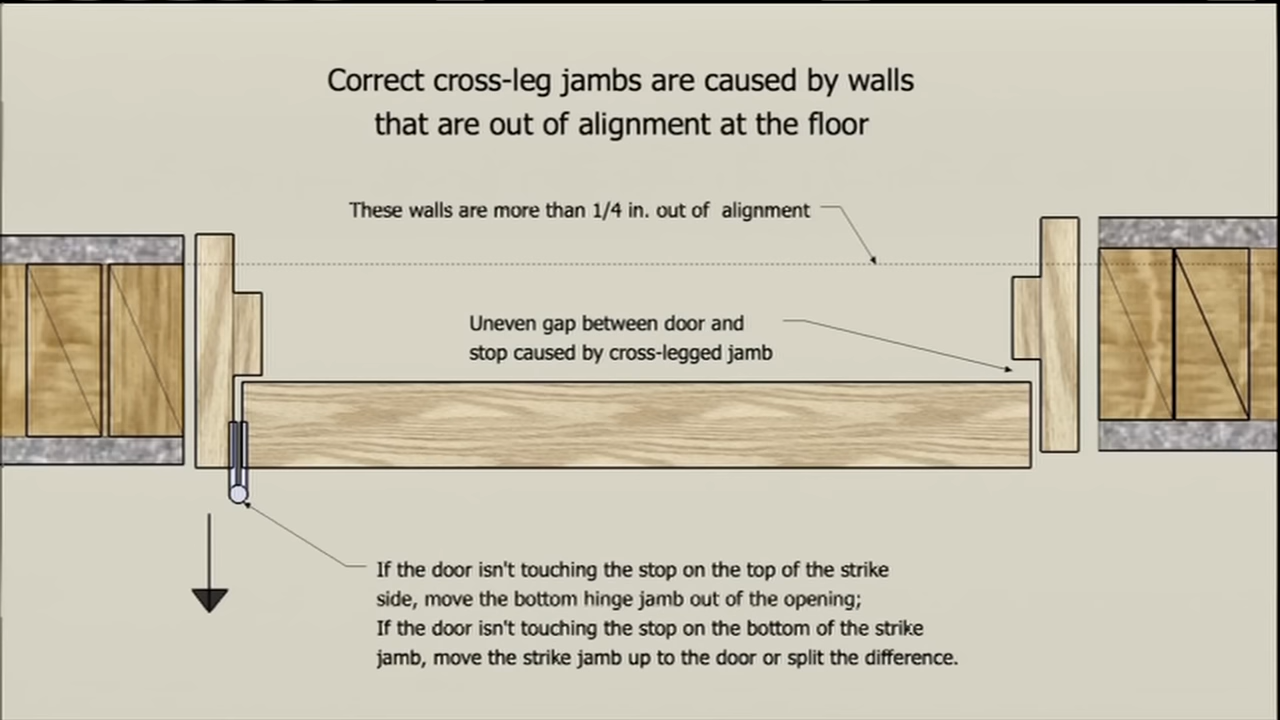 Correct cross-leg jambs are caused by walls
that are out of alignment at the floor
These walls are more than 1/4 in. out of alignment
Uneven gap between door and
stop caused by cross-legged jamb
If the door isn't touching the stop on the top of the strike
side, move the bottom hinge jamb out of the opening;
If the door isn't touching the stop on the bottom of the strike
jamb, move the strike jamb up to the door or split the difference.